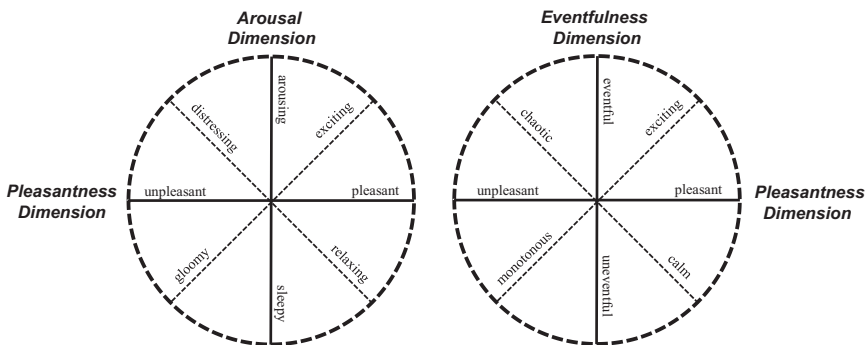 Arousal
Dimension
Eventfulness
Dimension
arousing
distressing
exciting
unpleasant
pleasant
Pleasantness
Dimension
gloomy
relaxing
sleepy
eventful
chaotic
exciting
unpleasant
pleasant
Pleasantness
Dimension
monotonous
calm
uneventful